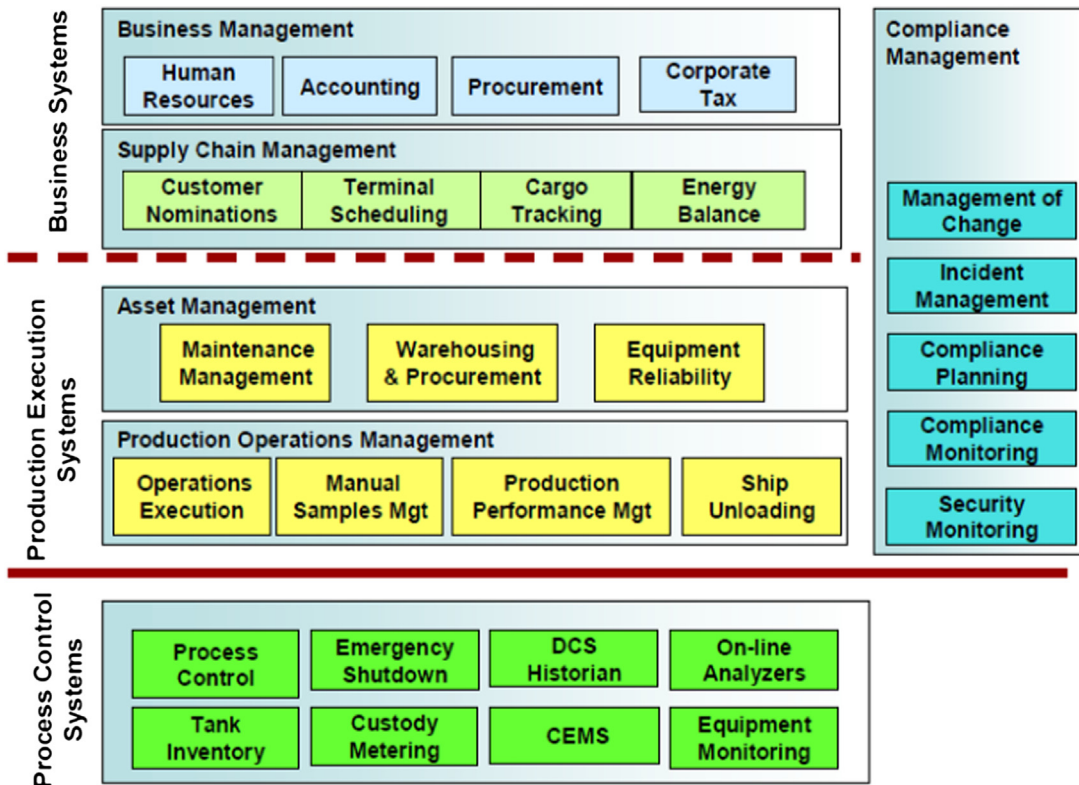 Business Systems
Business Management
Human
Resources
Accounting
Procurement
Corporate
Tax
Supply Chain Management
Customer
Nominations
Terminal
Scheduling
Cargo
Tracking
Energy
Balance
Production Execution
Systems
Asset Management
Maintenance
Management
Warehousing
& Procurement
Equipment
Reliability
Production Operations Management
Operations
Execution
Manual
Samples Mgt
Production
Performance Mgt
Ship
Unloading
Compliance
Management
Management of
Change
Incident
Management
Compliance
Planning
Compliance
Monitoring
Security
Monitoring
Process Control
Systems
Process
Control
Emergency
Shutdown
DCS
Historian
On-line
Analyzers
Tank
Inventory
Custody
Metering
CEMS
Equipment
Monitoring